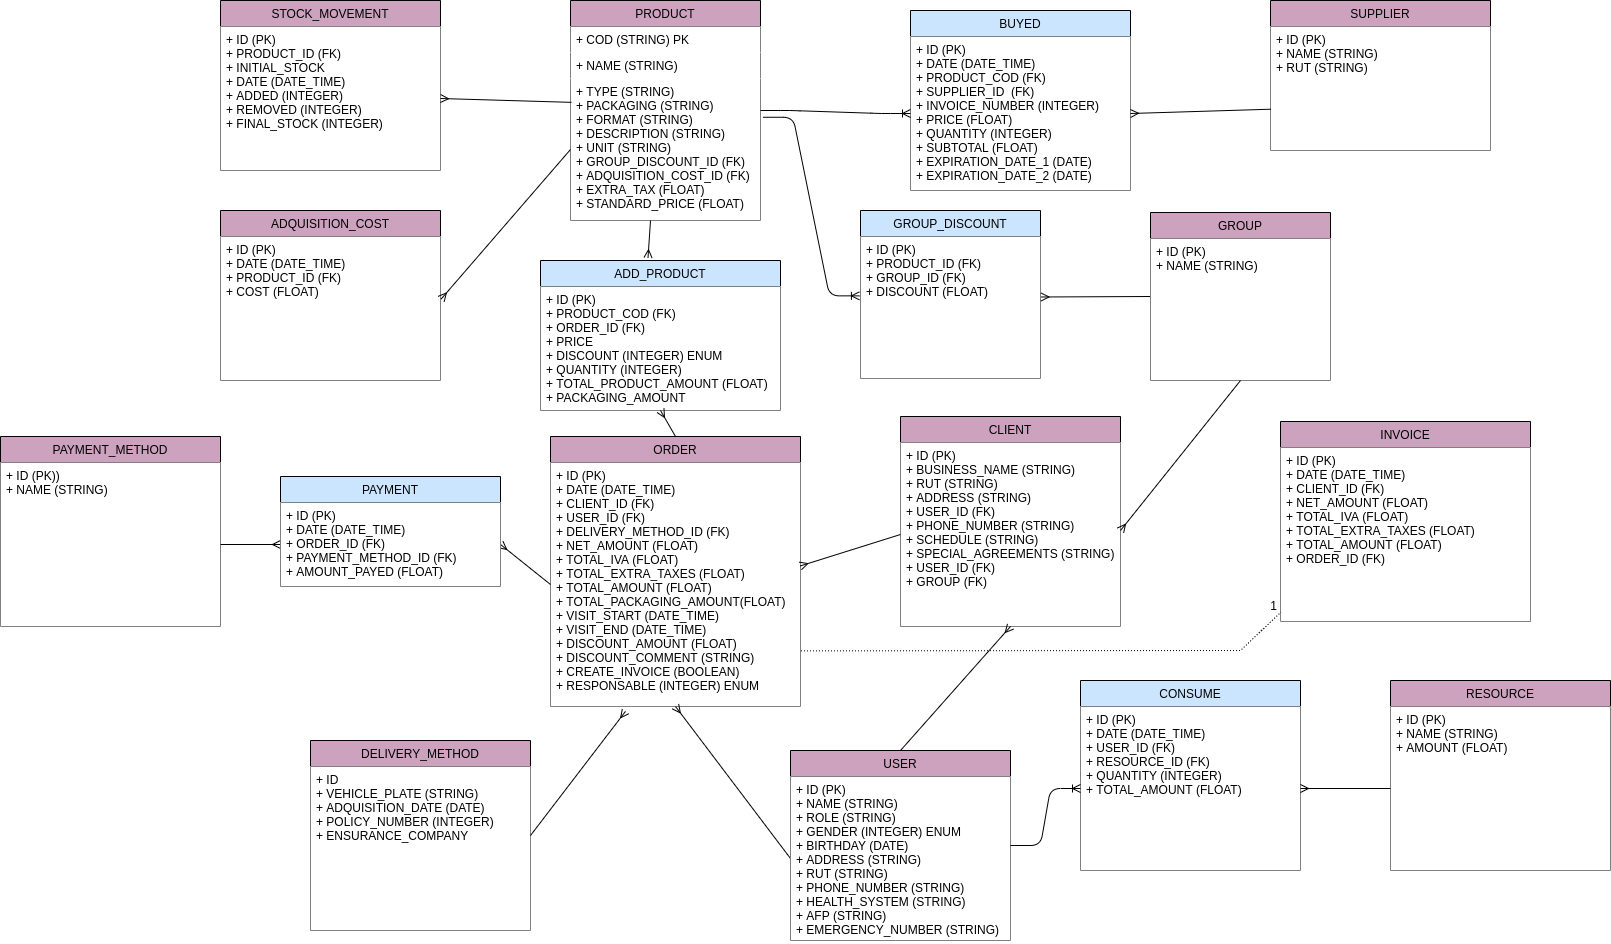 STOCK_MOVEMENT
+ ID (PK)
+ PRODUCT_ID (FK)
+ INITIAL_STOCK
+ DATE (DATE_TIME)
+ ADDED (INTEGER)
+ REMOVED (INTEGER)
+ FINAL_STOCK (INTEGER)
PRODUCT
+ COD (STRING) PK
+ NAME (STRING)
+ TYPE (STRING)
+ PACKAGING (STRING)
+ FORMAT (STRING)
+ DESCRIPTION (STRING)
+ UNIT (STRING)
+ GROUP_DISCOUNT_ID (FK)
+ ADQUISITION_COST_ID (FK)
+ EXTRA_TAX (FLOAT)
+ STANDARD_PRICE (FLOAT)
BUYED
+ ID (PK)
+ DATE (DATE_TIME)
+ PRODUCT_COD (FK)
+ SUPPLIER_ID (FK)
+ INVOICE_NUMBER (INTEGER)
+ PRICE (FLOAT)
+ QUANTITY (INTEGER)
+ SUBTOTAL (FLOAT)
+ EXPIRATION_DATE_1 (DATE)
+ EXPIRATION_DATE_2 (DATE)
SUPPLIER
+ ID (PK)
+ NAME (STRING)
+ RUT (STRING)
ADQUISITION_COST
+ ID (PK)
+ DATE (DATE_TIME)
+ PRODUCT_ID (FK)
+ COST (FLOAT)
ADD_PRODUCT
+ ID (PK)
+ PRODUCT_COD (FK)
+ ORDER_ID (FK)
+ PRICE
+ DISCOUNT (INTEGER) ENUM
+ QUANTITY (INTEGER)
+ TOTAL_PRODUCT_AMOUNT (FLOAT)
+ PACKAGING_AMOUNT
GROUP_DISCOUNT
+ ID (PK)
+ PRODUCT_ID (FK)
+ GROUP_ID (FK)
+ DISCOUNT (FLOAT)
GROUP
+ ID (PK)
+ NAME (STRING)
PAYMENT_METHOD
+ ID (PK))
+ NAME (STRING)
PAYMENT
+ ID (PK)
+ DATE (DATE_TIME)
+ ORDER_ID (FK)
+ PAYMENT_METHOD_ID (FK)
+ AMOUNT_PAYED (FLOAT)
ORDER
+ ID (PK)
+ DATE (DATE_TIME)
+ CLIENT_ID (FK)
+ USER_ID (FK)
+ DELIVERY_METHOD_ID (FK)
+ NET_AMOUNT (FLOAT)
+ TOTAL_IVA (FLOAT)
+ TOTAL_EXTRA_TAXES (FLOAT)
+ TOTAL_AMOUNT (FLOAT)
+ TOTAL_PACKAGING_AMOUNT(FLOAT)
+ VISIT_START (DATE_TIME)
+ VISIT_END (DATE_TIME)
+ DISCOUNT_AMOUNT (FLOAT)
+ DISCOUNT_COMMENT (STRING)
+ CREATE_INVOICE (BOOLEAN)
+ RESPONSABLE (INTEGER) ENUM
CLIENT
+ ID (PK)
+ BUSINESS_NAME (STRING)
+ RUT (STRING)
+ ADDRESS (STRING)
+ USER_ID (FK)
+ PHONE_NUMBER (STRING)
+ SCHEDULE (STRING)
+ SPECIAL_AGREEMENTS (STRING)
+ USER_ID (FK)
+ GROUP (FK)
INVOICE
+ ID (PK)
+ DATE (DATE_TIME)
+ CLIENT_ID (FK)
+ NET_AMOUNT (FLOAT)
+ TOTAL_IVA (FLOAT)
+ TOTAL_EXTRA_TAXES (FLOAT)
+ TOTAL_AMOUNT (FLOAT)
+ ORDER_ID (FK)
1
DELIVERY_METHOD
+ ID
+ VEHICLE_PLATE (STRING)
+ ADQUISITION_DATE (DATE)
+ POLICY_NUMBER (INTEGER)
+ ENSURANCE_COMPANY
USER
+ ID (PK)
+ NAME (STRING)
+ ROLE (STRING)
+ GENDER (INTEGER) ENUM
+ BIRTHDAY (DATE)
+ ADDRESS (STRING)
+ RUT (STRING)
+ PHONE_NUMBER (STRING)
+ HEALTH_SYSTEM (STRING)
+ AFP (STRING)
+ EMERGENCY_NUMBER (STRING)
CONSUME
+ ID (PK)
+ DATE (DATE_TIME)
+ USER_ID (FK)
+ RESOURCE_ID (FK)
+ QUANTITY (INTEGER)
+ TOTAL_AMOUNT (FLOAT)
RESOURCE
+ ID (PK)
+ NAME (STRING)
+ AMOUNT (FLOAT)